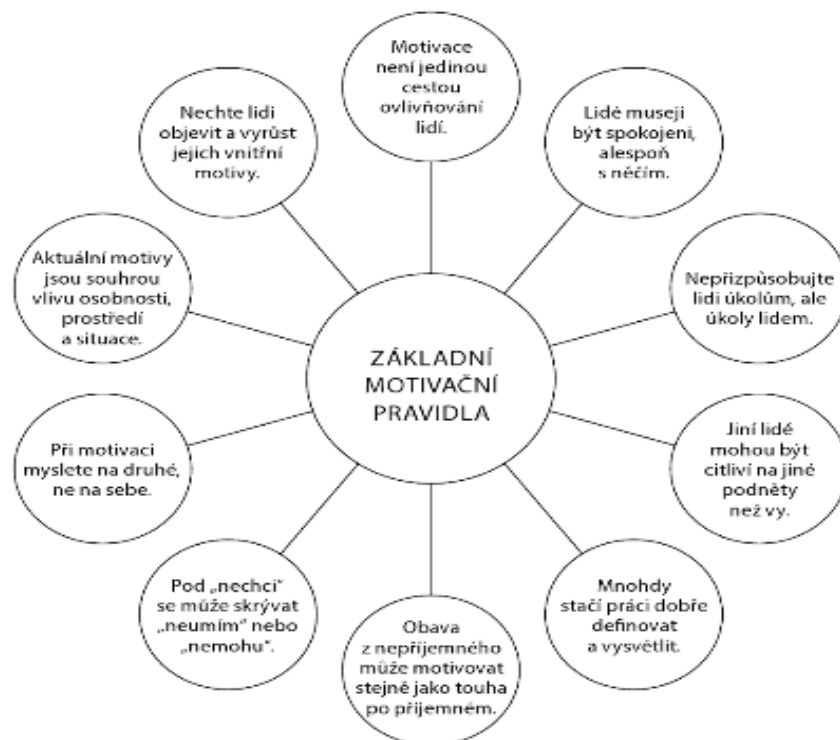 Motivace
není jedinou
cestou
ovlivňování
lidí.
Lidé musejí
být spokojeni,
alespoň
s něčím.
Nepřizpůsobujte
lidi úkolům, ale
úkoly lidem.
Jiní lidé
mohou být
citliví na jiné
podněty
než vy.
Mnohdy
stačí práci dobře
definovat
a vysvětlit.
Obava
z nepříjemného
může motivovat
stejně jako touha
po příjemném.
Pod „nechci“
se může skrývat
„neumím“ nebo
„nemohu“.
Při motivaci
myslete na druhé,
ne na sebe.
Aktuální motivy
jsou souhrou
vlivu osobnosti,
prostředí
a situace.
Nechte lidi
objevit a vyrůst
jejich vnitřní
motivy.
ZÁKLADNÍ
MOTIVAČNÍ
PRAVIDLA